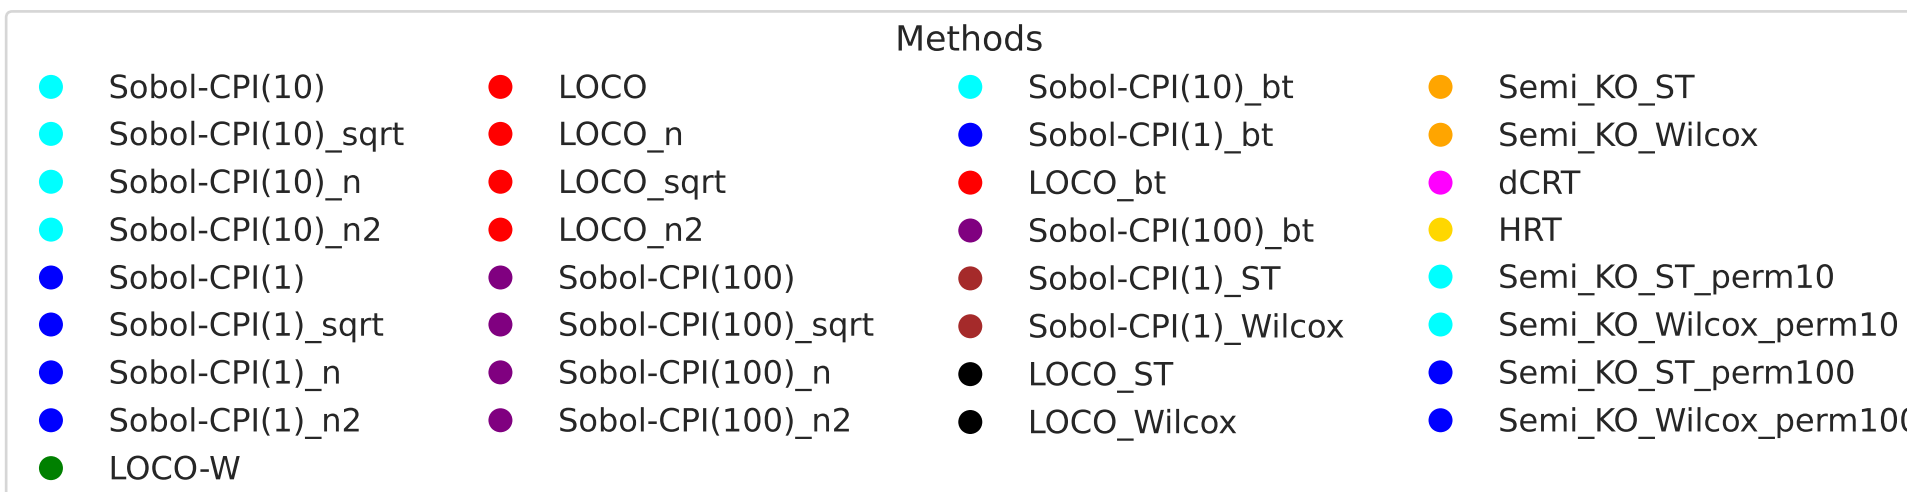 Methods
Sobol-CPI(10)
Sobol-CPI(10)_sqrt
Sobol-CPI(10)_n
Sobol-CPI(10)_n2
Sobol-CPI(1)
Sobol-CPI(1)_sqrt
Sobol-CPI(1)_n
Sobol-CPI(1)_n2
LOCO-W
LOCO
LOCO_n
LOCO_sqrt
LOCO_n2
Sobol-CPI(100)
Sobol-CPI(100)_sqrt
Sobol-CPI(100)_n
Sobol-CPI(100)_n2
Sobol-CPI(10)_bt
Sobol-CPI(1)_bt
LOCO_bt
Sobol-CPI(100)_bt
Sobol-CPI(1)_ST
Sobol-CPI(1)_Wilcox
LOCO_ST
LOCO_Wilcox
Semi_KO_ST
Semi_KO_Wilcox
dCRT
HRT
Semi_KO_ST_perm10
Semi_KO_Wilcox_perm10
Semi_KO_ST_perm100
Semi_KO_Wilcox_perm100